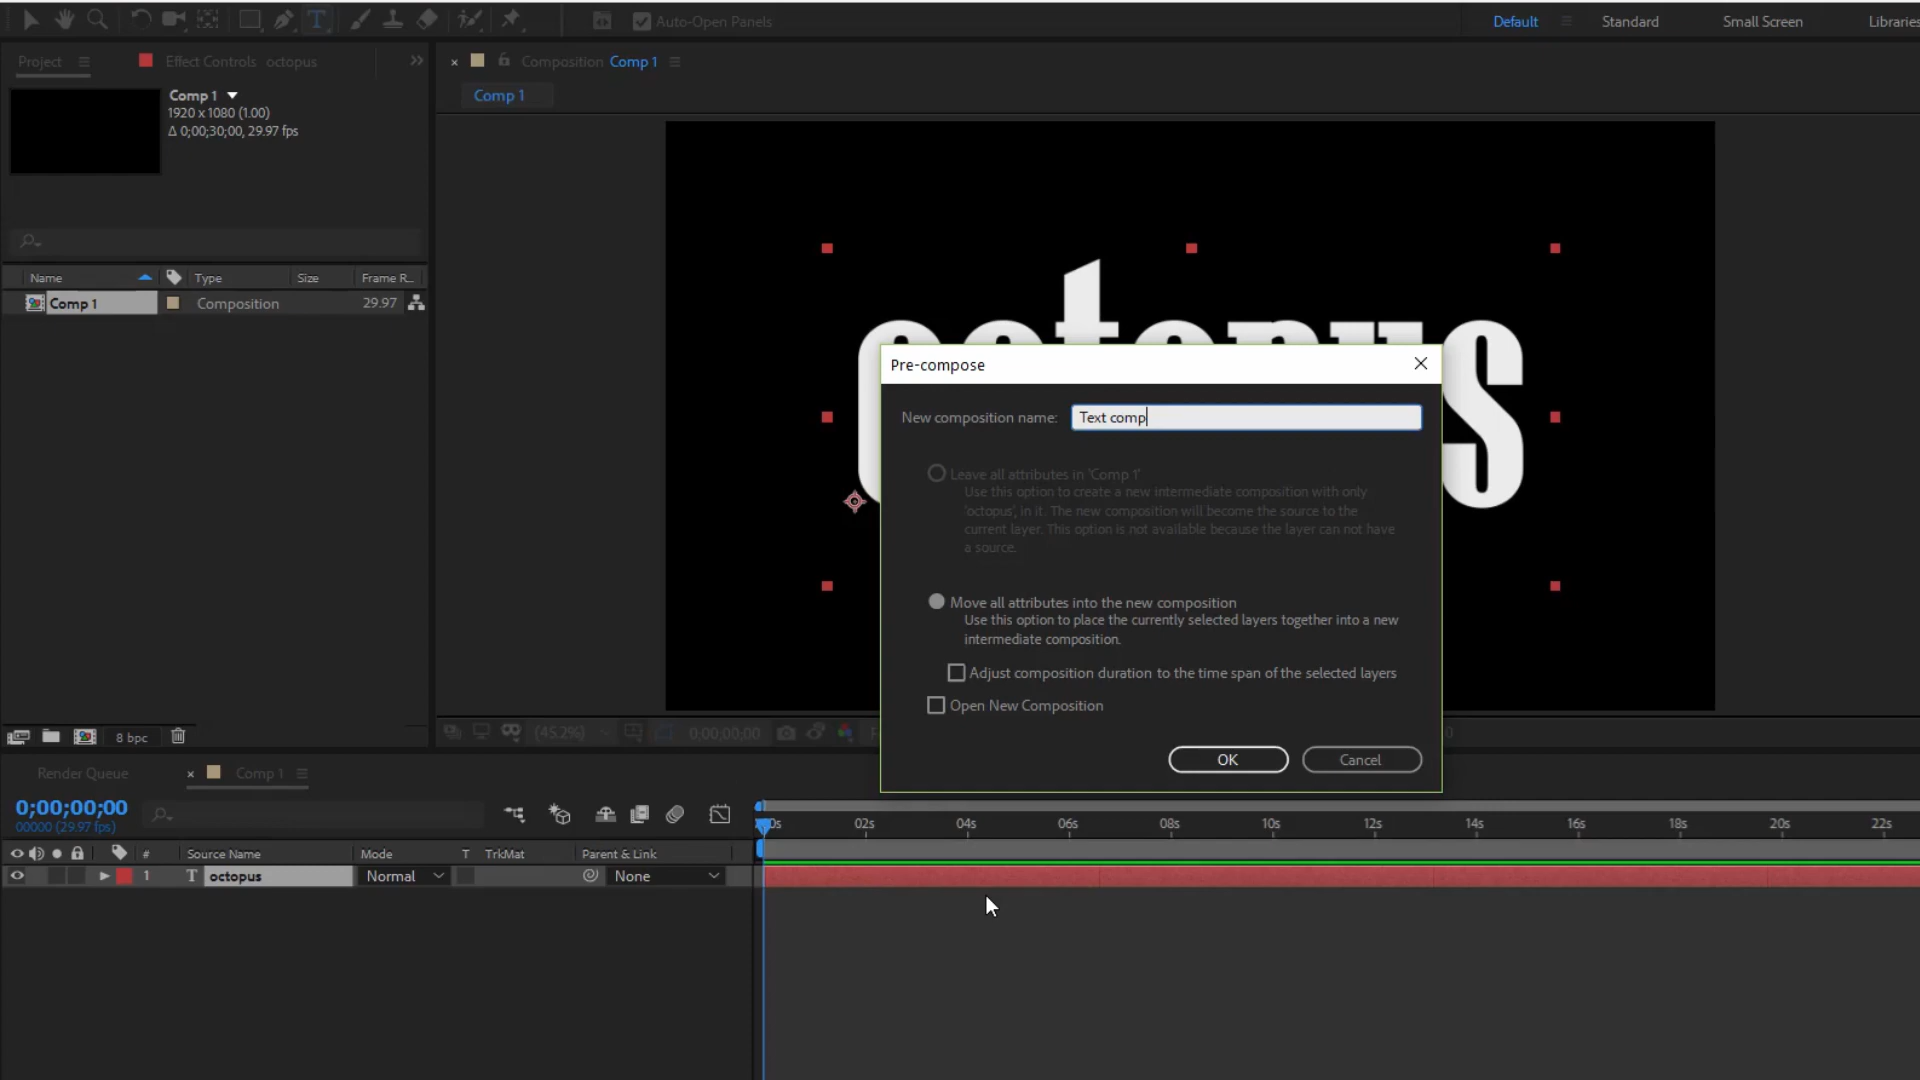 Auto-Open Panels
Default
Standard
Small Screen
Libraries
Project
Effect Controls octopus
Composition Comp 1
Comp 1
1920 x 1080 (1.00)
Δ 0;00;30;00, 29.97 fps
Comp 1
Name
Type
Size
Frame R...
Comp 1
Composition
29.97
octopus
Pre-compose
New composition name:
Text comp
Leave all attributes in 'Comp 1'
Use this option to create a new intermediate composition with only
'octopus', in it. The new composition will become the source to the
current layer. This option is not available because the layer can not have
a source.
Move all attributes into the new composition
Use this option to place the currently selected layers together into a new
intermediate composition.
Adjust composition duration to the time span of the selected layers
Open New Composition
OK
Cancel
8 bpc
(45.2%)
0;00;00;00
Render Queue
Comp 1
0;00;00;00
00000 (29.97 fps)
02s
04s
06s
08s
10s
12s
14s
16s
18s
20s
22s
#
Source Name
Mode
T
TrkMat
Parent & Link
1
T
octopus
Normal
None